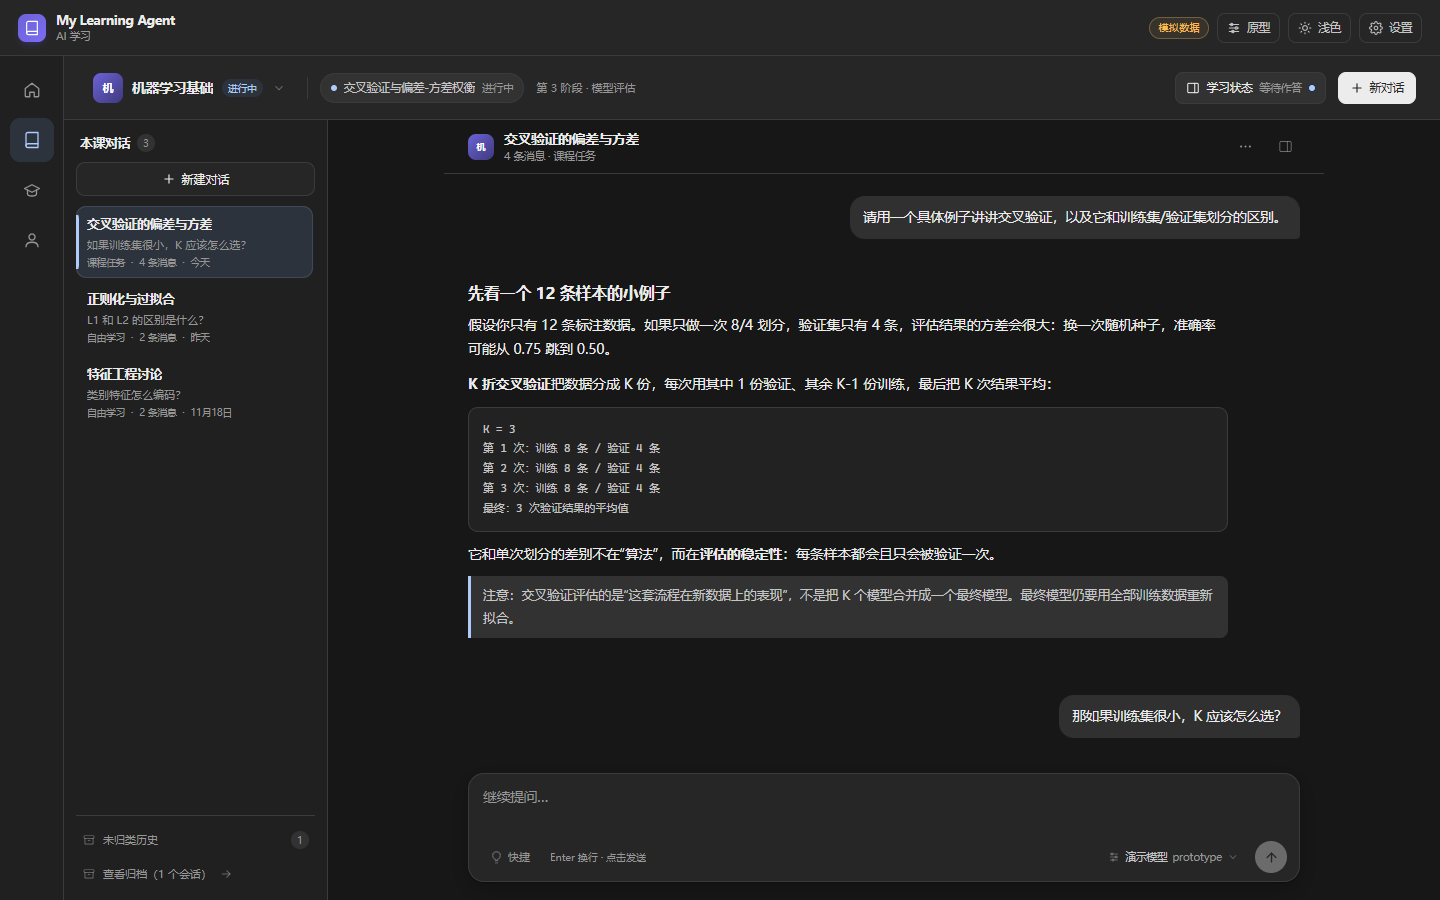 My Learning Agent
AI 学习
模拟数据
原型
浅色
设置
机
机器学习基础
进行中
交叉验证与偏差-方差权衡 进行中
第 3 阶段 · 模型评估
学习状态 等待作答
新对话
本课对话 3
新建对话
交叉验证的偏差与方差
如果训练集很小，K 应该怎么选？
课程任务 · 4 条消息 · 今天
正则化与过拟合
L1 和 L2 的区别是什么？
自由学习 · 2 条消息 · 昨天
特征工程讨论
类别特征怎么编码？
自由学习 · 2 条消息 · 11月18日
未归类历史 1
查看归档（1 个会话）
机
交叉验证的偏差与方差
4 条消息 · 课程任务
请用一个具体例子讲讲交叉验证，以及它和训练集/验证集划分的区别。
先看一个 12 条样本的小例子
假设你只有 12 条标注数据。如果只做一次 8/4 划分，验证集只有 4 条，评估结果的方差会很大：换一次随机种子，准确率
可能从 0.75 跳到 0.50。
K 折交叉验证把数据分成 K 份，每次用其中 1 份验证、其余 K-1 份训练，最后把 K 次结果平均：
K = 3
第 1 次：训练 8 条 / 验证 4 条
第 2 次：训练 8 条 / 验证 4 条
第 3 次：训练 8 条 / 验证 4 条
最终：3 次验证结果的平均值
它和单次划分的差别不在“算法”，而在评估的稳定性：每条样本都会且只会被验证一次。
注意：交叉验证评估的是“这套流程在新数据上的表现”，不是把 K 个模型合并成一个最终模型。最终模型仍要用全部训练数据重新
拟合。
那如果训练集很小，K 应该怎么选？
继续提问...
快捷
Enter 换行 · 点击发送
演示模型 prototype